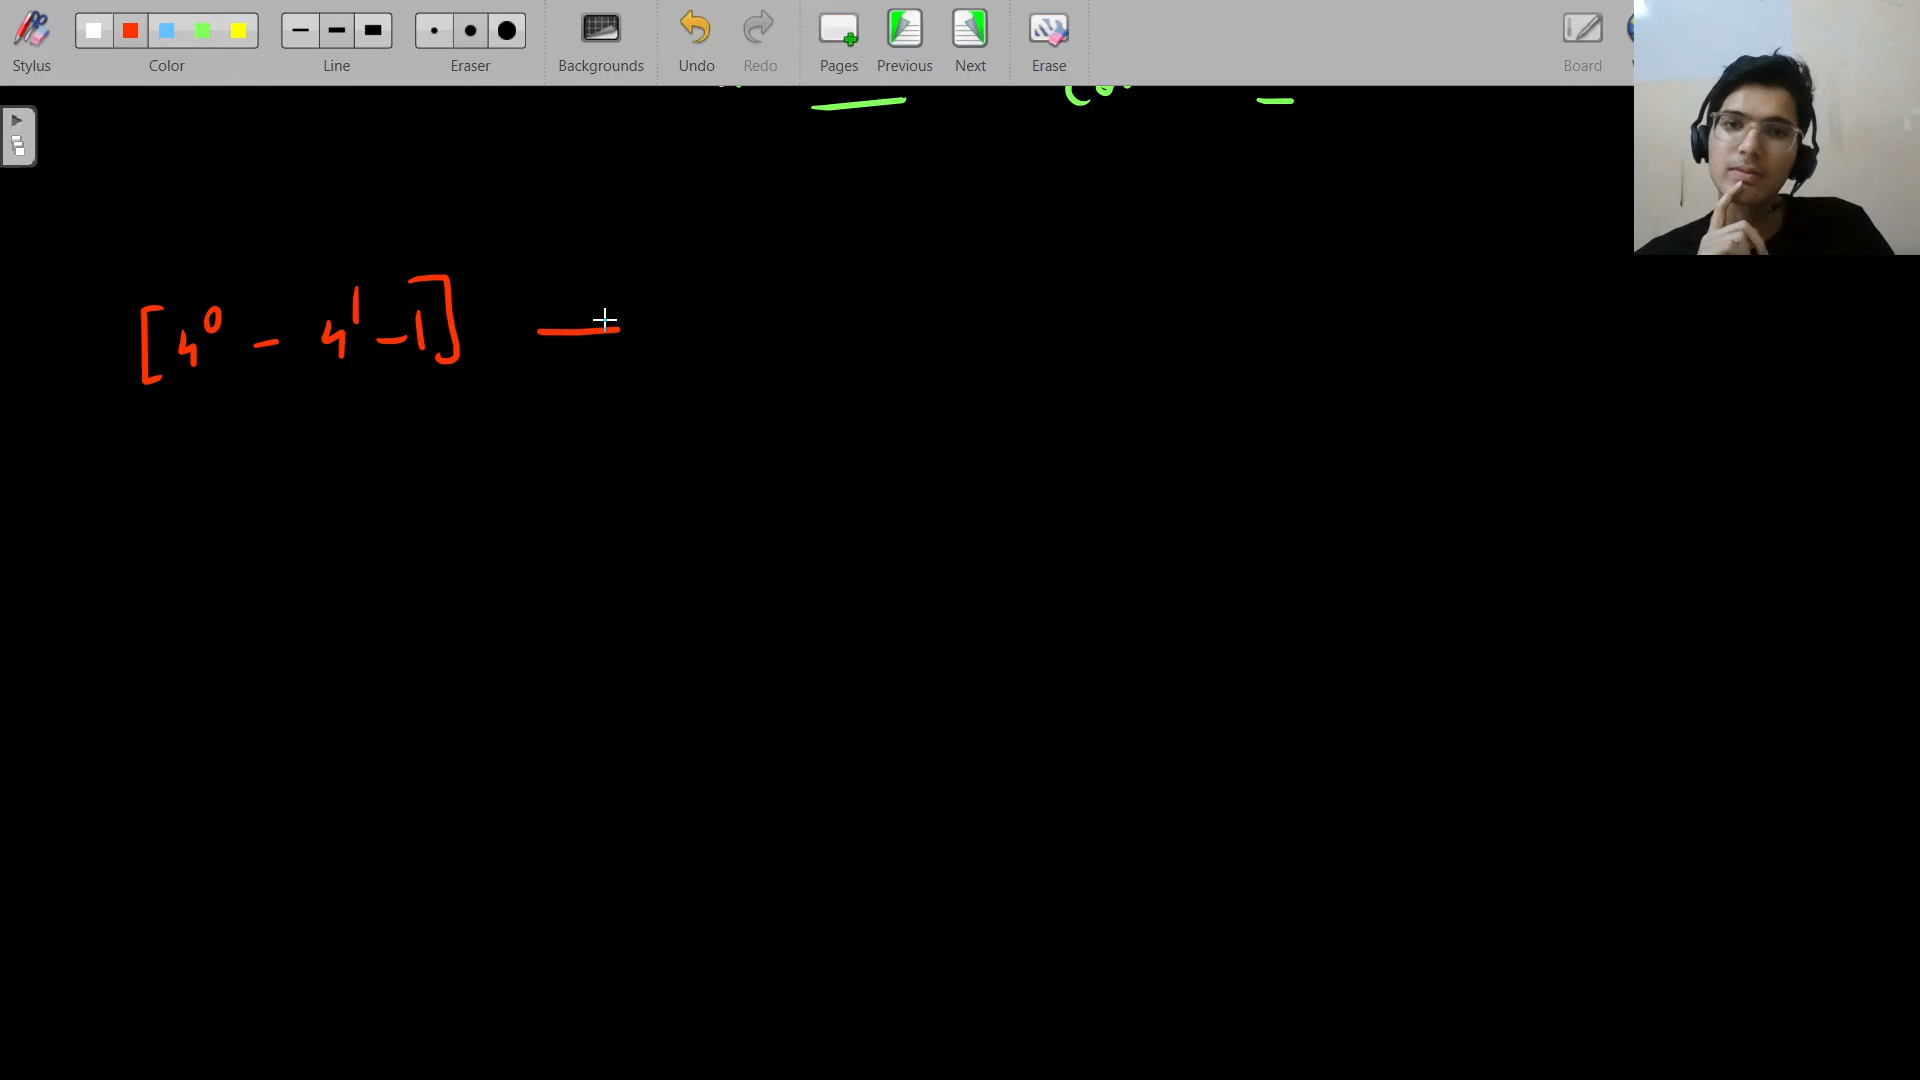 Stylus Color Line Eraser Backgrounds Undo Redo Pages Previous Next Erase Board
[4⁰ - 4¹ - 1] —